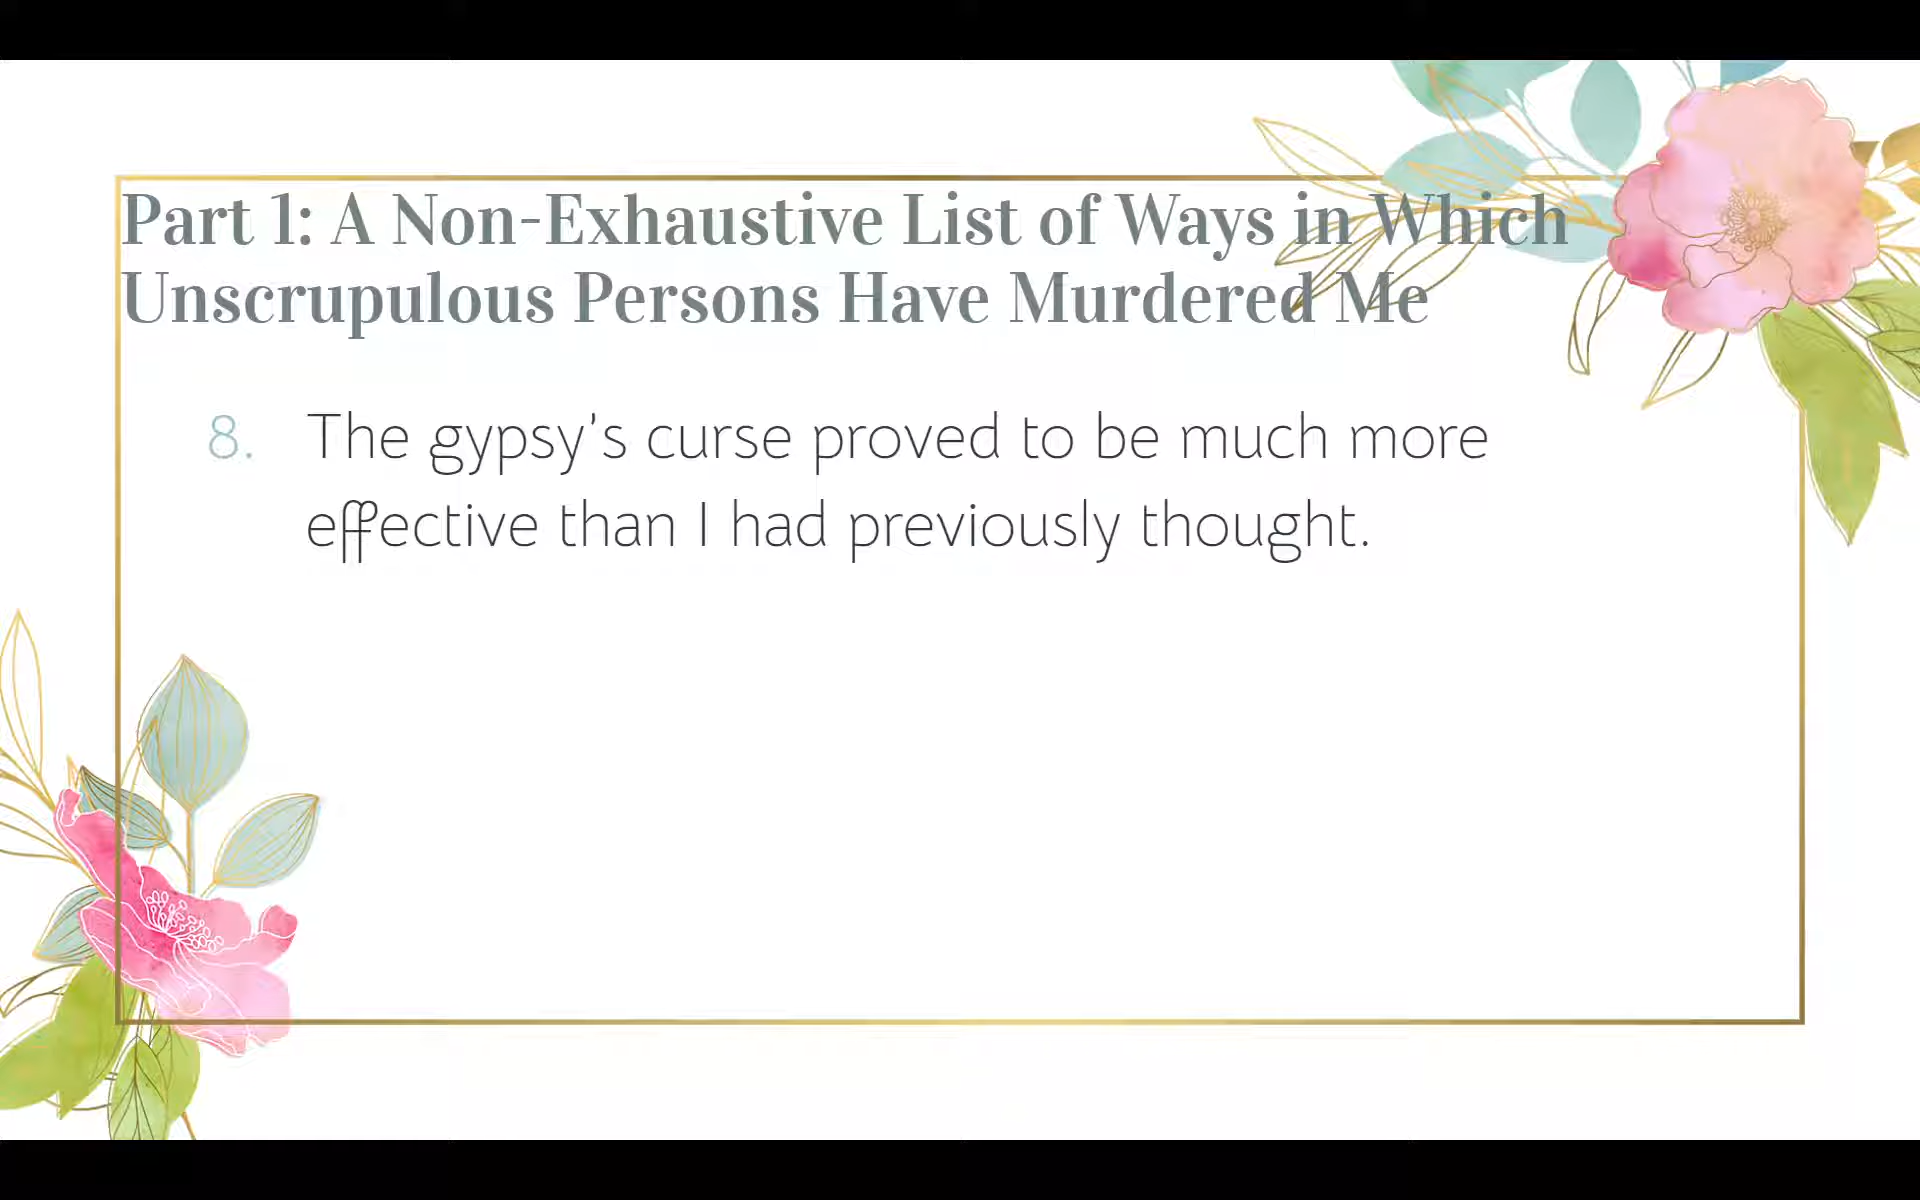 Part 1: A Non-Exhaustive List of Ways in Which
Unscrupulous Persons Have Murdered Me
8. The gypsy's curse proved to be much more
effective than I had previously thought.